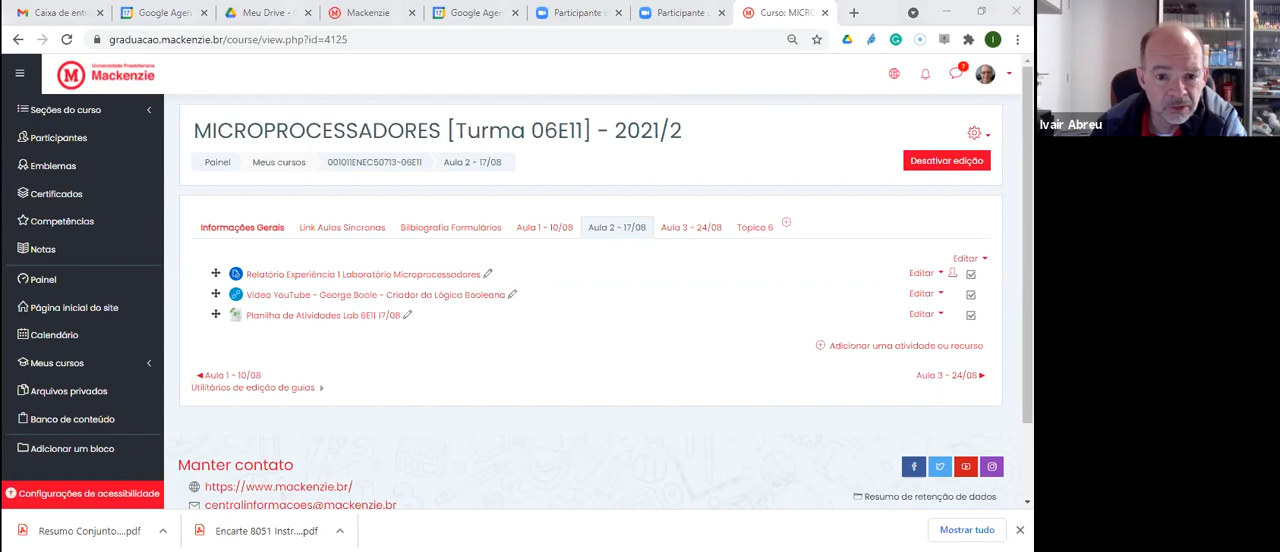 Caixa de entr
Google Agen
Meu Drive - G
Mackenzie
Google Agen
Participante d
Participante d
Curso: MICRO
graduacao.mackenzie.br/course/view.php?id=4125
Universidade Presbiteriana
Mackenzie
7
Ivair Abreu
Seções do curso
Participantes
Emblemas
Certificados
Competências
Notas
Painel
Página inicial do site
Calendário
Meus cursos
Arquivos privados
Banco de conteúdo
Adicionar um bloco
Configurações de acessibilidade
MICROPROCESSADORES [Turma 06E11] - 2021/2
Painel Meus cursos 001011ENEC50713-06E11 Aula 2 - 17/08
Desativar edição
Informações Gerais Link Aulas Síncronas Bilbiografia Formulários Aula 1 - 10/08 Aula 2 - 17/08 Aula 3 - 24/08 Tópico 6
Editar
Relatório Experiência 1 Laboratório Microprocessadores Editar
Video YouTube - George Boole - Criador da Lógica Booleana Editar
Planilha de Atividades Lab 6E11 17/08 Editar
Adicionar uma atividade ou recurso
◄ Aula 1 - 10/08 Aula 3 - 24/08 ►
Utilitários de edição de guias
Manter contato
https://www.mackenzie.br/
centralinformacoes@mackenzie.br
Resumo de retenção de dados
Resumo Conjunto....pdf
Encarte 8051 Instr....pdf
Mostrar tudo